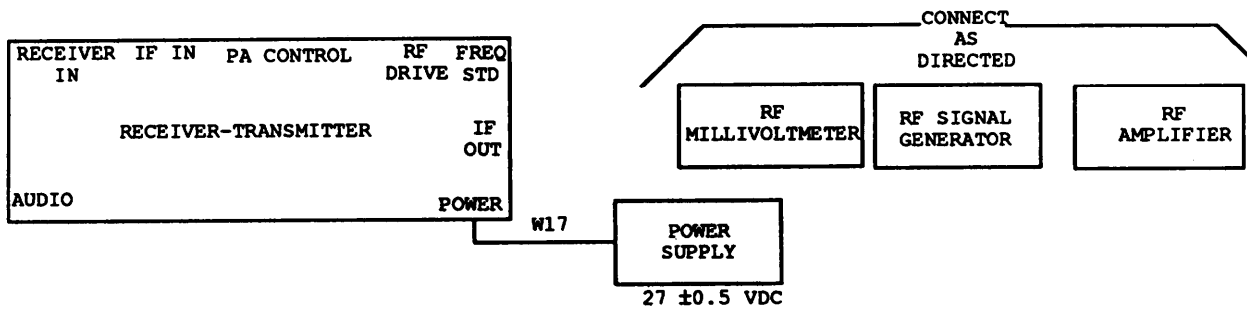 CONNECT
AS
DIRECTED
RECEIVER IN
IF IN
PA CONTROL
RF DRIVE
FREQ STD
RECEIVER-TRANSMITTER
IF OUT
AUDIO
POWER
RF
MILLIVOLTMETER
RF SIGNAL
GENERATOR
RF
AMPLIFIER
W17
POWER
SUPPLY
27 ±0.5 VDC